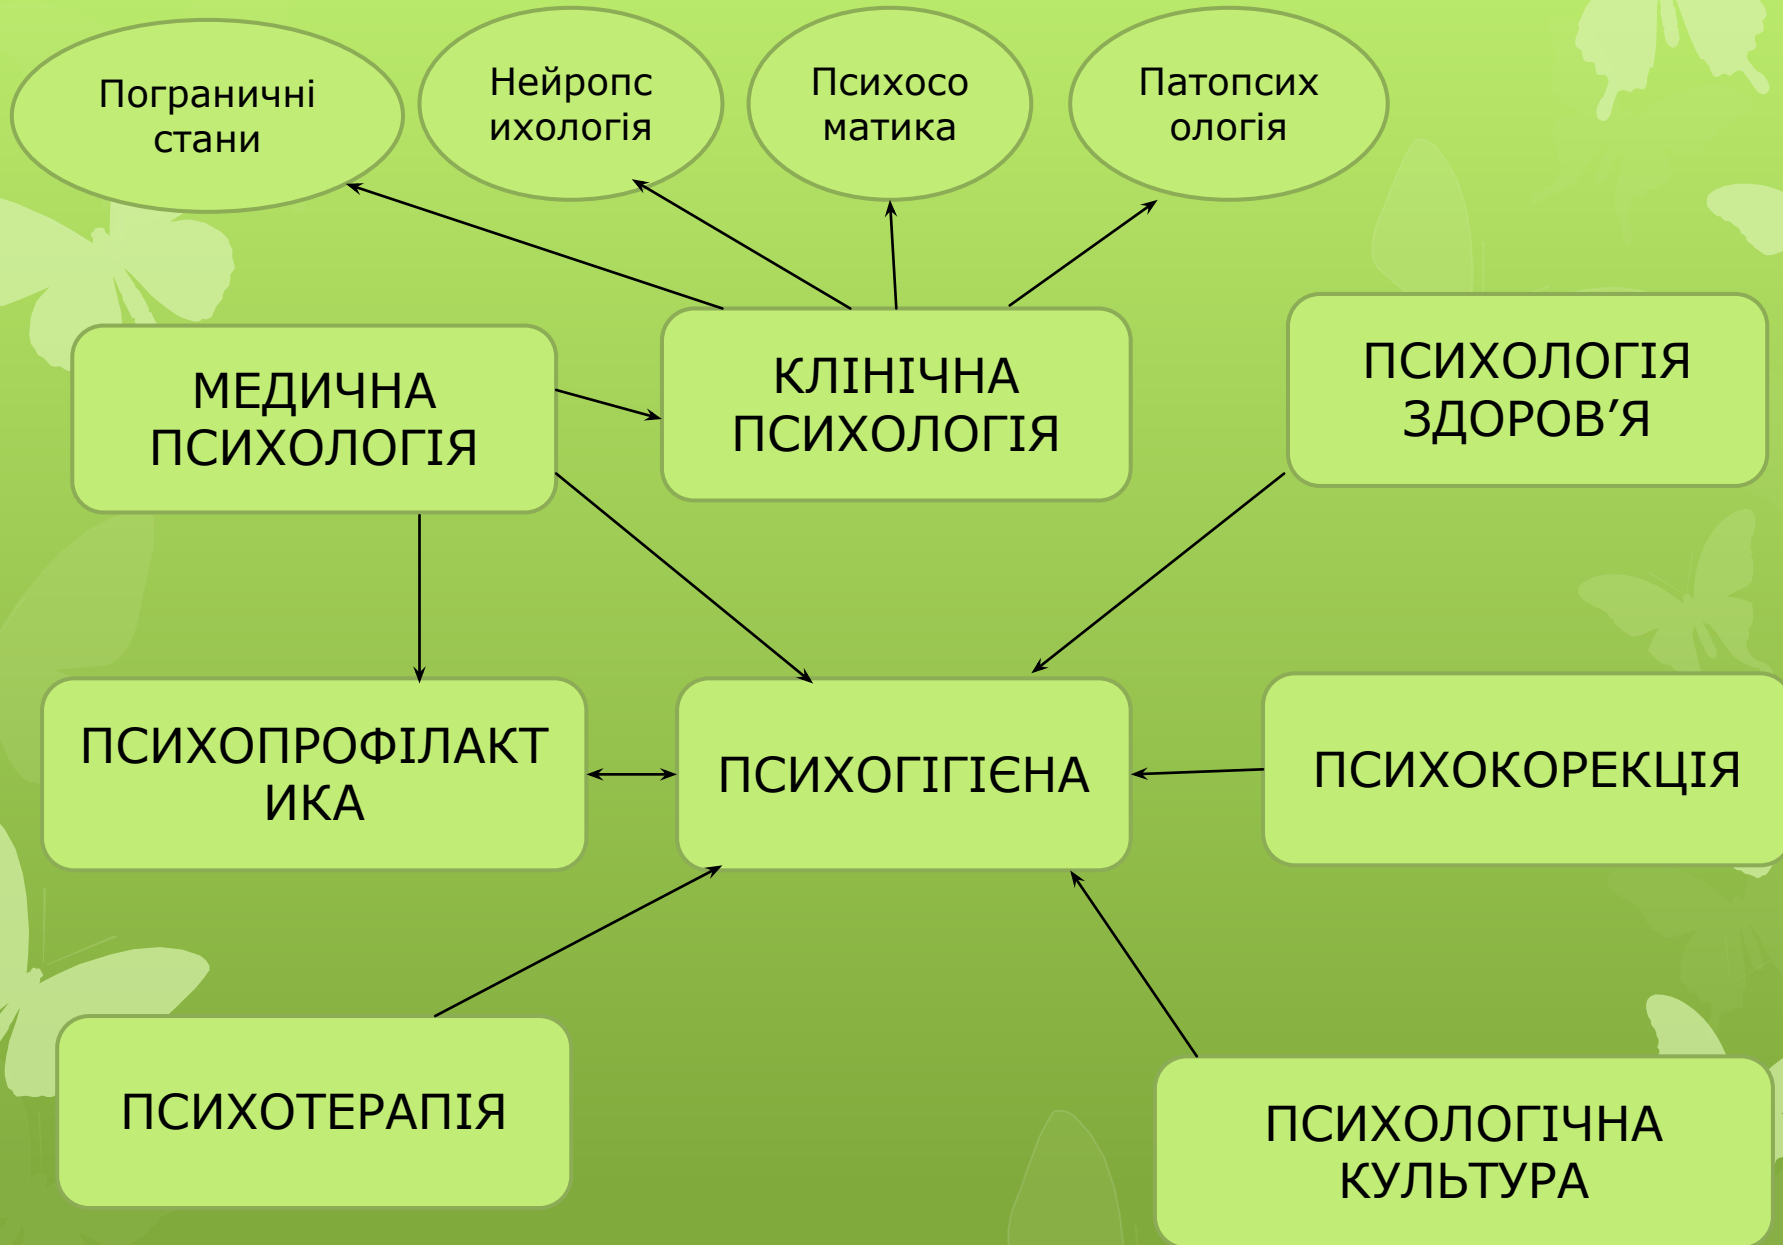 Пограничні
стани
Нейропс
ихологія
Психосо
матика
Патопсих
ологія
МЕДИЧНА
ПСИХОЛОГІЯ
КЛІНІЧНА
ПСИХОЛОГІЯ
ПСИХОЛОГІЯ
ЗДОРОВ’Я
ПСИХОПРОФІЛАКТ
ИКА
ПСИХОГІГІЄНА
ПСИХОКОРЕКЦІЯ
ПСИХОТЕРАПІЯ
ПСИХОЛОГІЧНА
КУЛЬТУРА